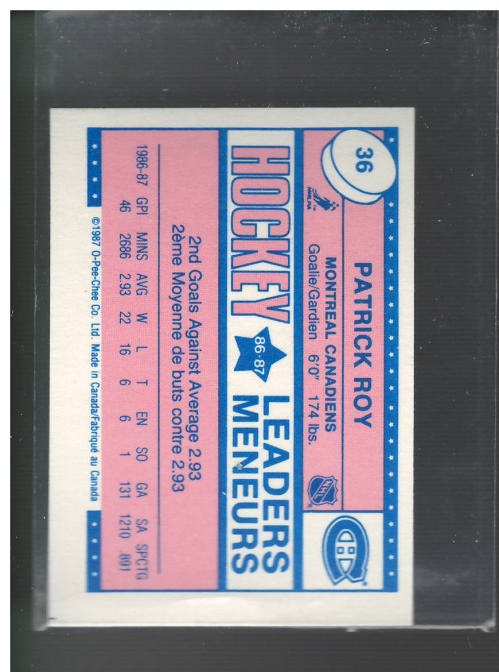 36
PATRICK ROY
MONTREAL CANADIENS
Goalie/Gardien 6'0" 174 lbs.
HOCKEY 86·87 LEADERS
MENEURS
2nd Goals Against Average 2.93
2ème Moyenne de buts contre 2.93
1986-87 GPI MINS AVG W L T EN SO GA SA SPCTG
46 2686 2.93 22 16 6 6 1 131 1210 .891
©1987 O-Pee-Chee Co. Ltd. Made in Canada/Fabriqué au Canada